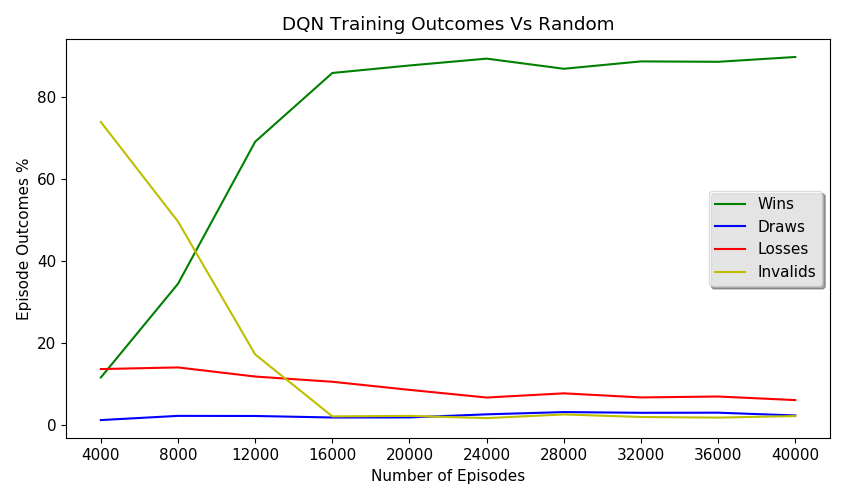 DQN Training Outcomes Vs Random
Episode Outcomes %
80
60
40
20
0
Wins
Draws
Losses
Invalids
4000 8000 12000 16000 20000 24000 28000 32000 36000 40000
Number of Episodes